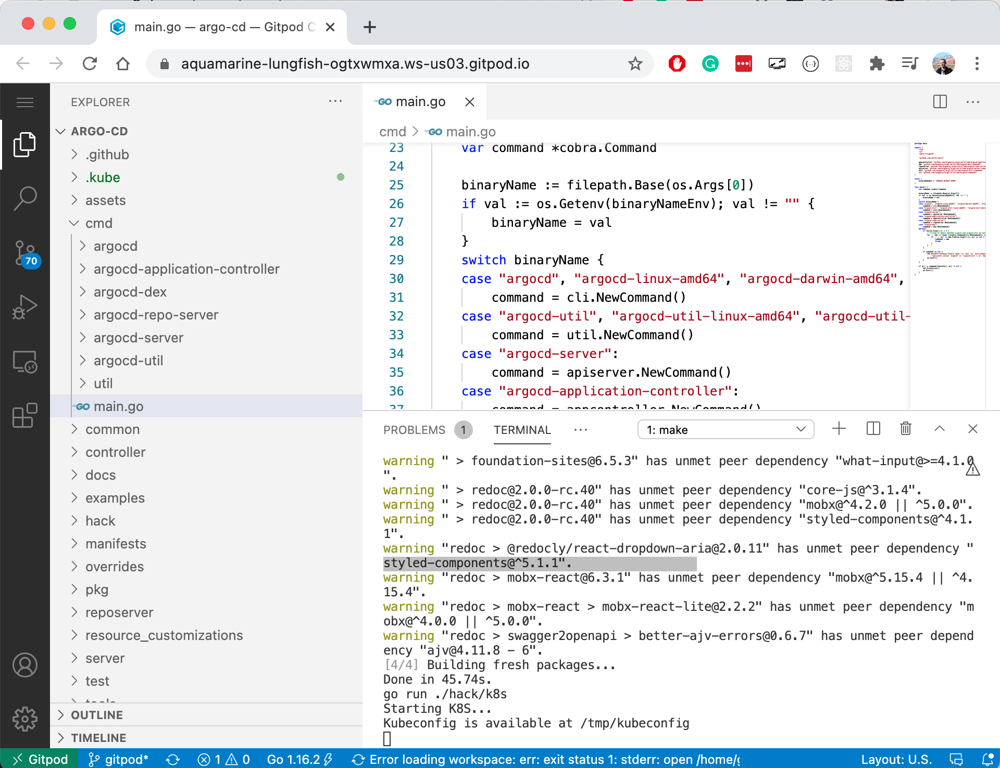 main.go — argo-cd — Gitpod C
aquamarine-lungfish-ogtxwmxa.ws-us03.gitpod.io
EXPLORER
ARGO-CD
.github
.kube
assets
cmd
argocd
argocd-application-controller
argocd-dex
argocd-repo-server
argocd-server
argocd-util
util
GO main.go
common
controller
docs
examples
hack
manifests
overrides
pkg
reposerver
resource_customizations
server
test
tools
OUTLINE
TIMELINE
70
GO main.go
cmd > GO main.go
23 var command *cobra.Command
24
25 binaryName := filepath.Base(os.Args[0])
26 if val := os.Getenv(binaryNameEnv); val != "" {
27 binaryName = val
28 }
29 switch binaryName {
30 case "argocd", "argocd-linux-amd64", "argocd-darwin-amd64",
31 command = cli.NewCommand()
32 case "argocd-util", "argocd-util-linux-amd64", "argocd-util-
33 command = util.NewCommand()
34 case "argocd-server":
35 command = apiserver.NewCommand()
36 case "argocd-application-controller":
37 command = appcontroller.NewCommand()
PROBLEMS 1 TERMINAL ... 1: make
warning " > foundation-sites@6.5.3" has unmet peer dependency "what-input@>=4.1.0
".
warning " > redoc@2.0.0-rc.40" has unmet peer dependency "core-js@^3.1.4".
warning " > redoc@2.0.0-rc.40" has unmet peer dependency "mobx@^4.2.0 || ^5.0.0".
warning " > redoc@2.0.0-rc.40" has unmet peer dependency "styled-components@^4.1.
1".
warning "redoc > @redocly/react-dropdown-aria@2.0.11" has unmet peer dependency "
styled-components@^5.1.1".
warning "redoc > mobx-react@6.3.1" has unmet peer dependency "mobx@^5.15.4 || ^4.
15.4".
warning "redoc > mobx-react > mobx-react-lite@2.2.2" has unmet peer dependency "m
obx@^4.0.0 || ^5.0.0".
warning "redoc > swagger2openapi > better-ajv-errors@0.6.7" has unmet peer depend
ency "ajv@4.11.8 - 6".
[4/4] Building fresh packages...
Done in 45.74s.
go run ./hack/k8s
Starting K8S...
Kubeconfig is available at /tmp/kubeconfig
Gitpod gitpod* 1 0 Go 1.16.2 Error loading workspace: err: exit status 1: stderr: open /home/g Layout: U.S.